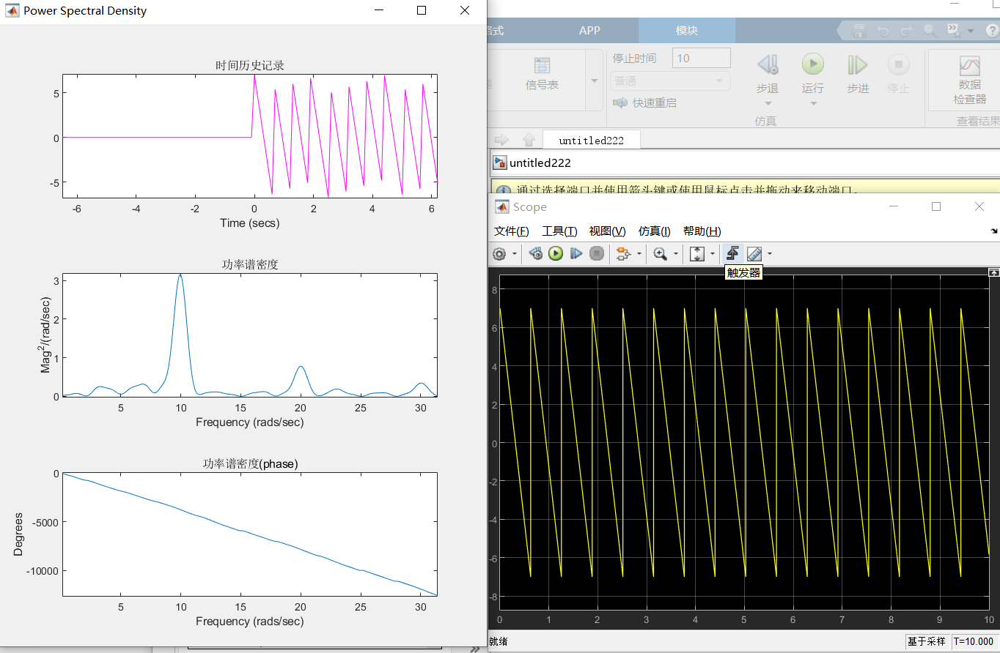 Power Spectral Density
时间历史记录
5
0
-5
-6
-4
-2
0
2
4
6
Time (secs)
功率谱密度
3
2
1
0
Mag²/(rad/sec)
5
10
15
20
25
30
Frequency (rads/sec)
功率谱密度(phase)
0
-5000
-10000
Degrees
5
10
15
20
25
30
Frequency (rads/sec)
格式
APP
模块
信号表
停止时间
10
普通
快速重启
步退
运行
步进
停止
仿真
数据
检查器
查看结果
untitled222
untitled222
通过选择端口并使用箭头键或使用鼠标点击并拖动来移动端口。
Scope
文件(F)
工具(T)
视图(V)
仿真(I)
帮助(H)
触发器
8
6
4
2
0
-2
-4
-6
-8
0
1
2
3
4
5
6
7
8
9
10
就绪
基于采样
T=10.000